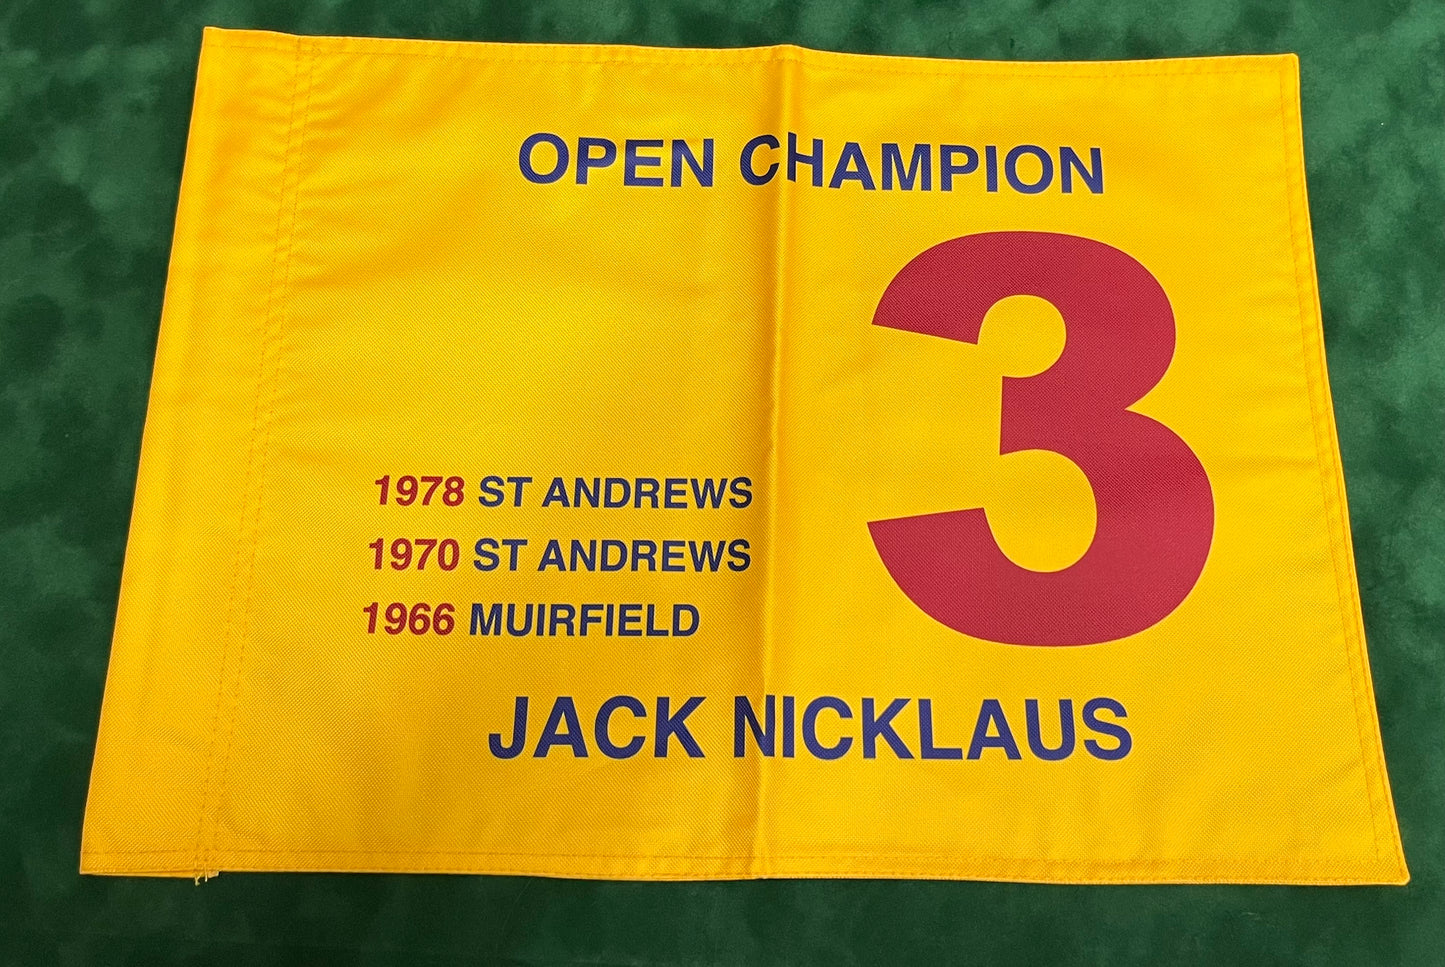 OPEN CHAMPION
3
1978 ST ANDREWS
1970 ST ANDREWS
1966 MUIRFIELD
JACK NICKLAUS